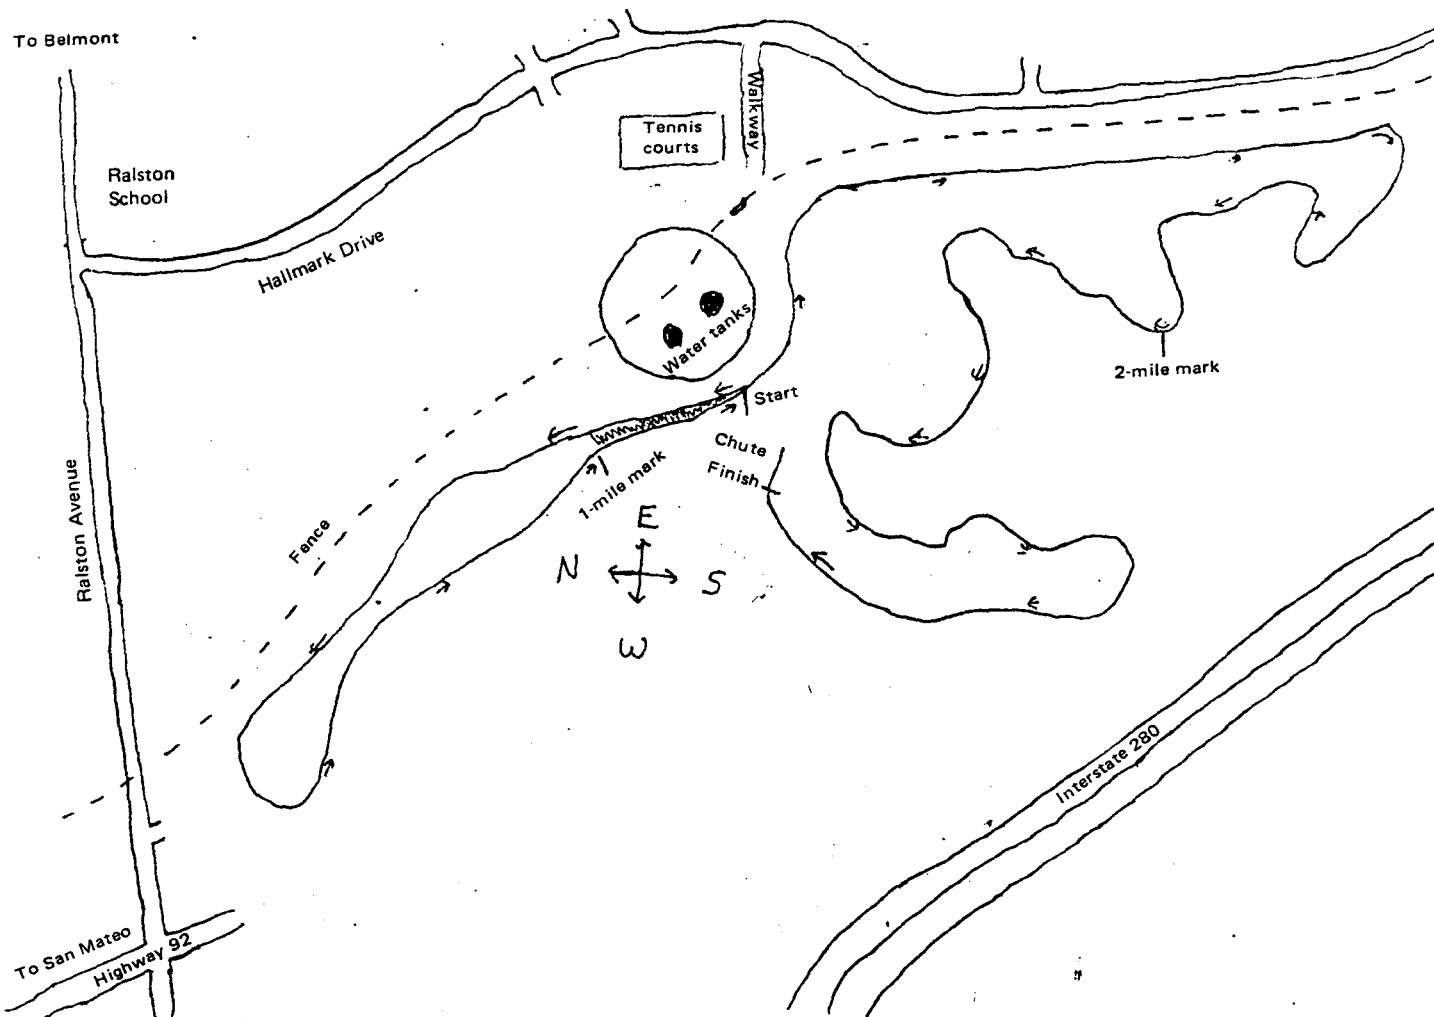 To Belmont
Walkway
Tennis
courts
Ralston
School
Hallmark Drive
Water tanks
2-mile mark
Start
Chute
Finish
1-mile mark
Ralston Avenue
Fence
E
N
S
W
Interstate 280
To San Mateo
Highway 92